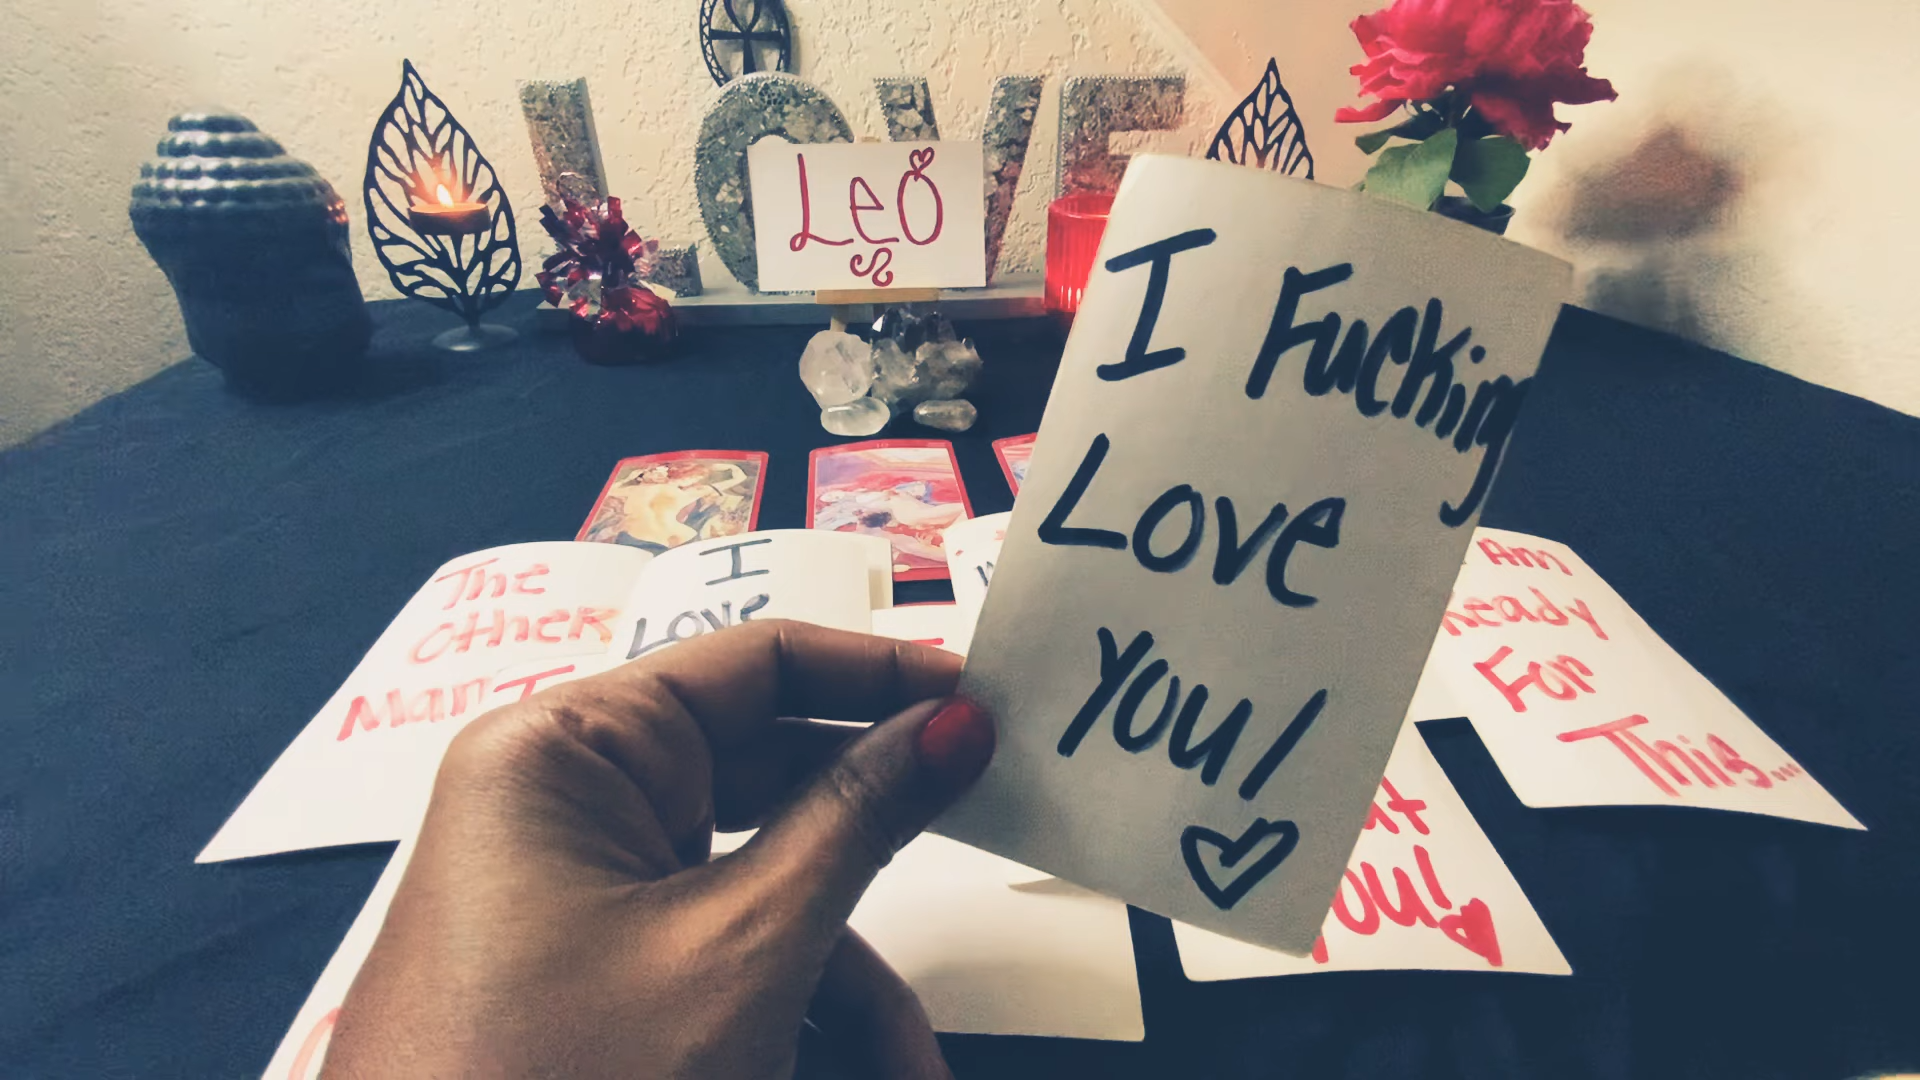 LOVE
Leo
I Fucking
Love
You!
The
Other
Man
I
Love
I
Am
Ready
For
This...
You!